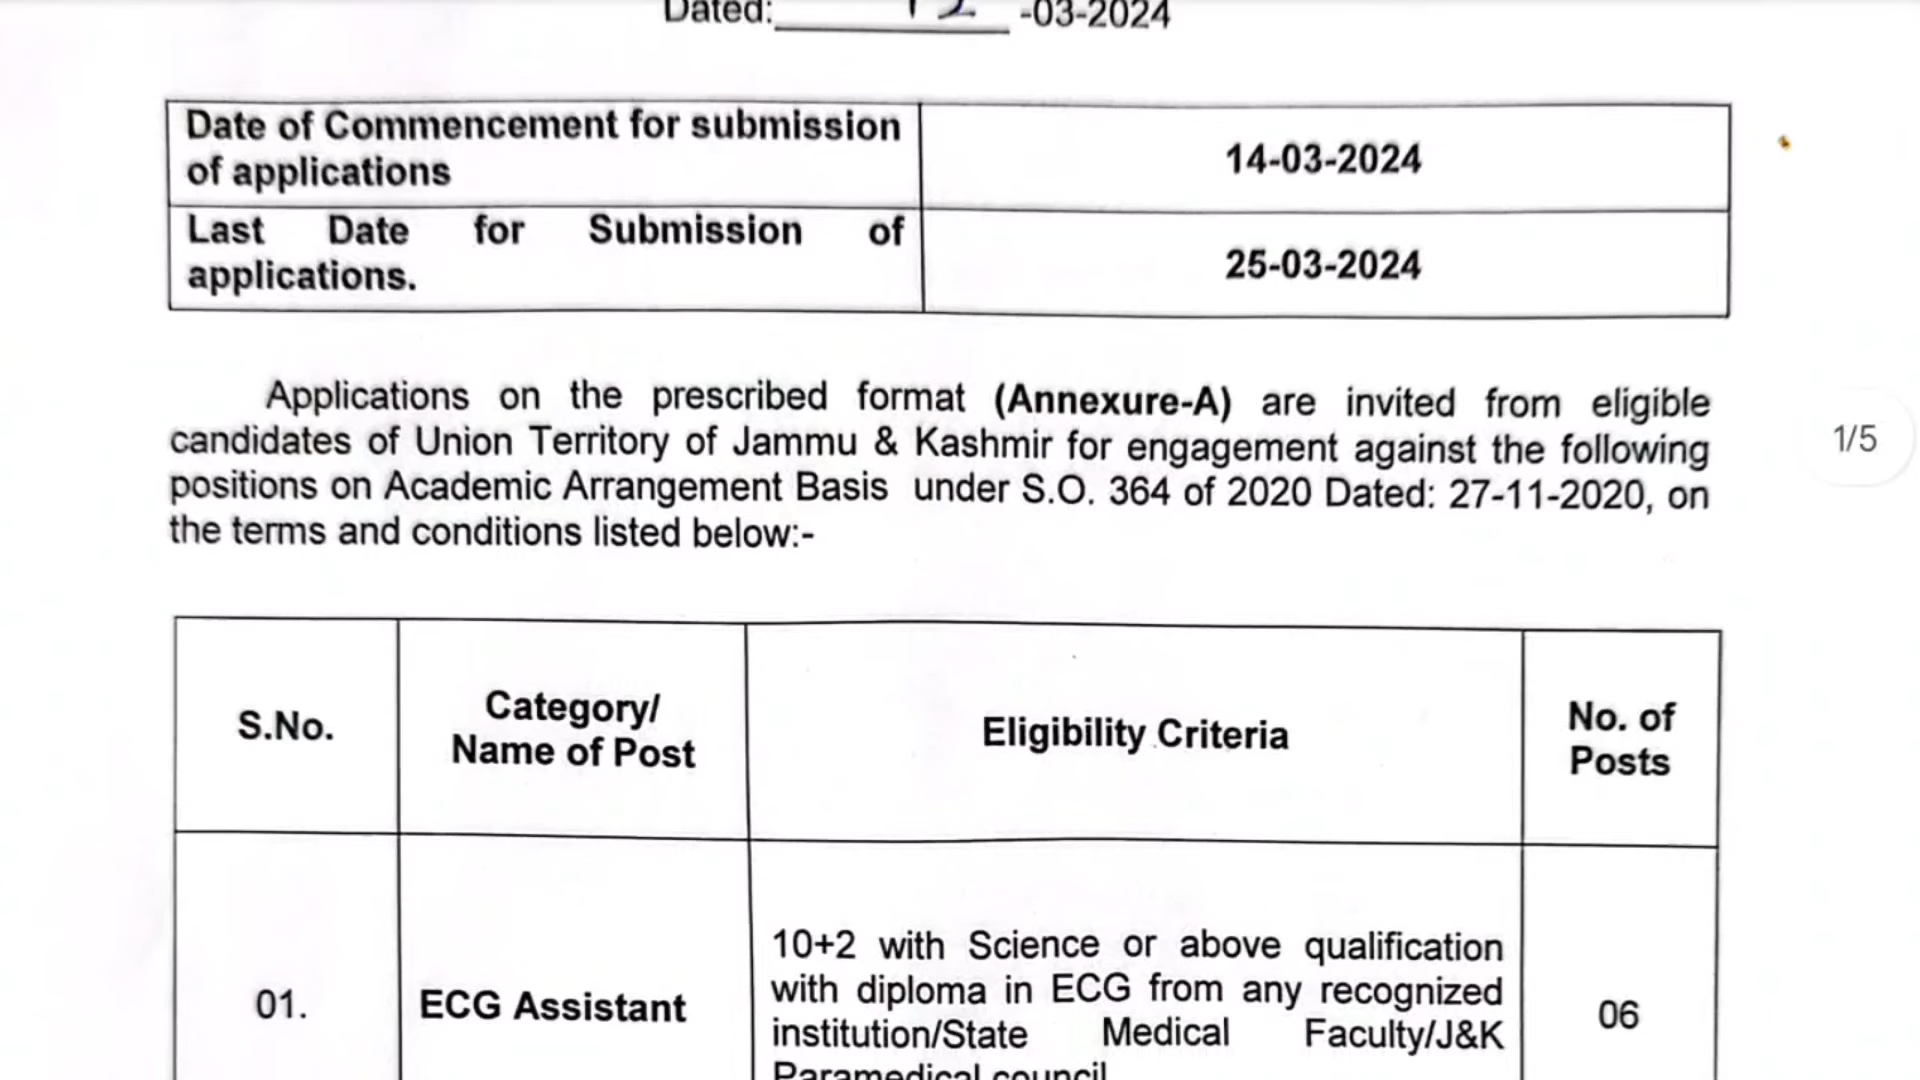 Dated: 12 -03-2024
Date of Commencement for submission
of applications
14-03-2024
Last Date for Submission of
applications.
25-03-2024
Applications on the prescribed format (Annexure-A) are invited from eligible
candidates of Union Territory of Jammu & Kashmir for engagement against the following
positions on Academic Arrangement Basis under S.O. 364 of 2020 Dated: 27-11-2020, on
the terms and conditions listed below:-
1/5
S.No.
Category/
Name of Post
Eligibility Criteria
No. of
Posts
01.
ECG Assistant
10+2 with Science or above qualification
with diploma in ECG from any recognized
institution/State Medical Faculty/J&K
Paramedical council
06